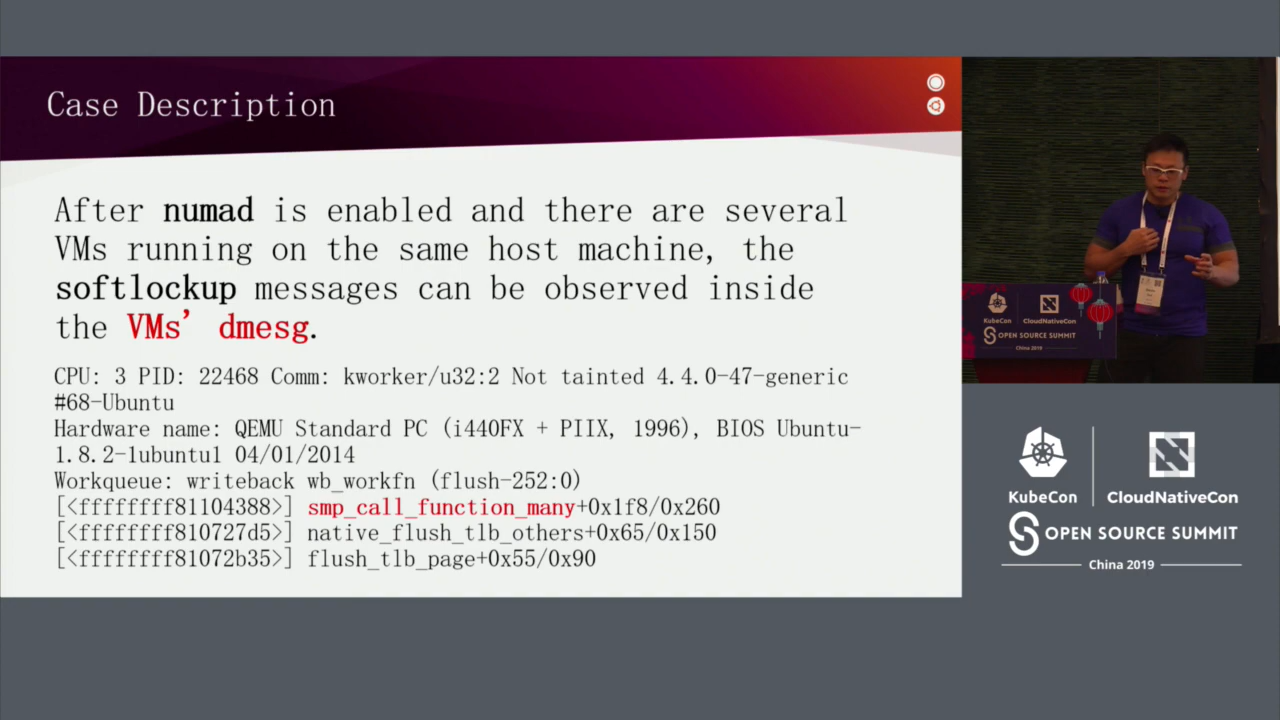 Case Description
After numad is enabled and there are several
VMs running on the same host machine, the
softlockup messages can be observed inside
the VMs’ dmesg.
CPU: 3 PID: 22468 Comm: kworker/u32:2 Not tainted 4.4.0-47-generic
#68-Ubuntu
Hardware name: QEMU Standard PC (i440FX + PIIX, 1996), BIOS Ubuntu-
1.8.2-1ubuntu1 04/01/2014
Workqueue: writeback wb_workfn (flush-252:0)
[<ffffffff81104388>] smp_call_function_many+0x1f8/0x260
[<ffffffff810727d5>] native_flush_tlb_others+0x65/0x150
[<ffffffff81072b35>] flush_tlb_page+0x55/0x90
KubeCon CloudNativeCon
OPEN SOURCE SUMMIT
China 2019
KubeCon CloudNativeCon
OPEN SOURCE SUMMIT
China 2019